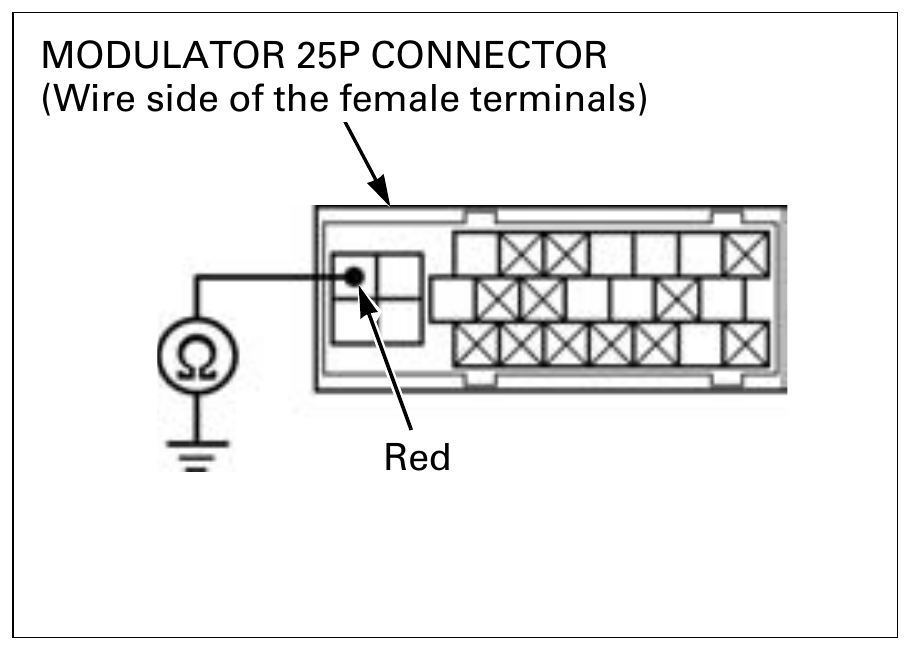 MODULATOR 25P CONNECTOR
(Wire side of the female terminals)
Ω
Red